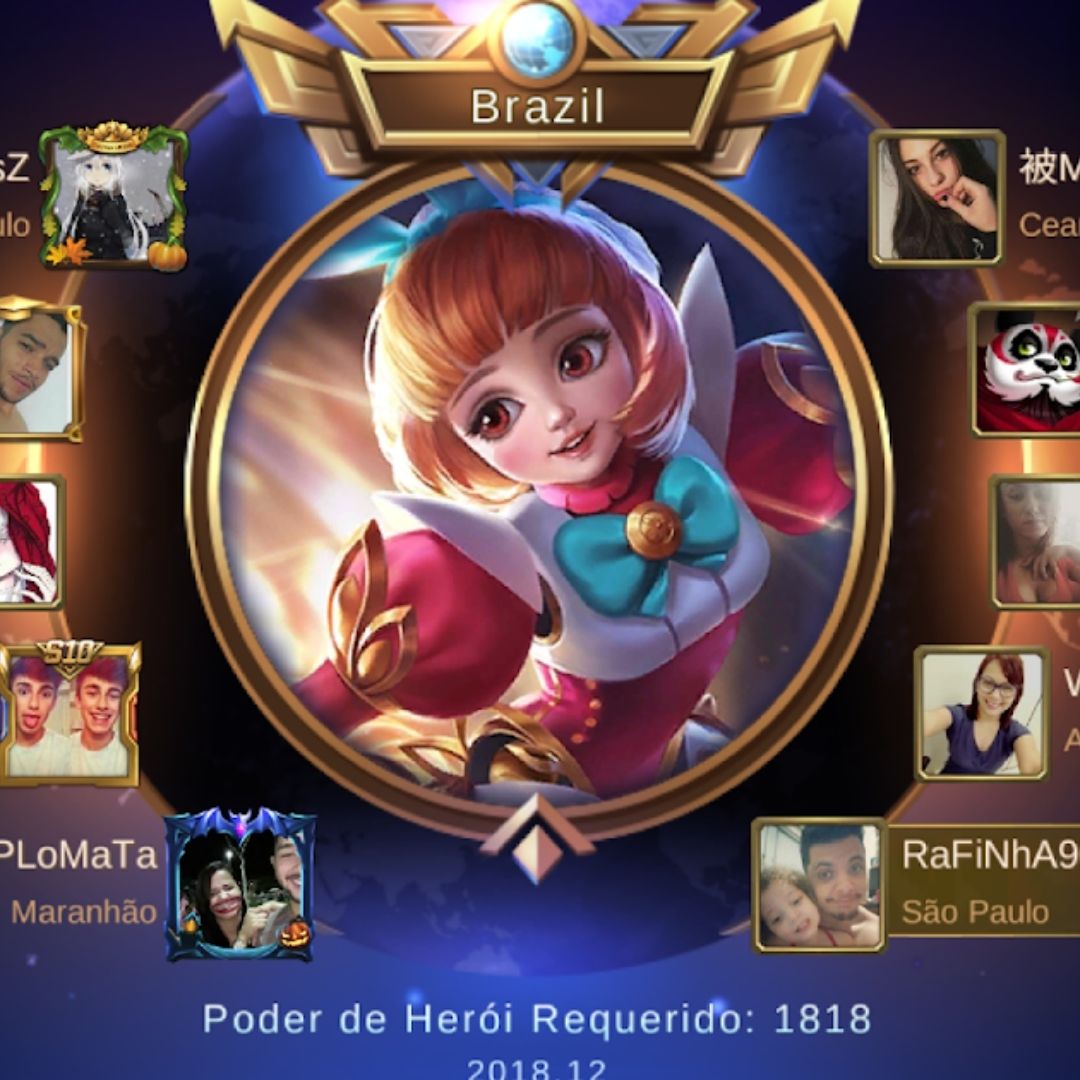 Brazil
sZ
ulo
被M
Cear
S10
PLoMaTa
Maranhão
RaFiNhA9
São Paulo
Poder de Herói Requerido: 1818
2018.12